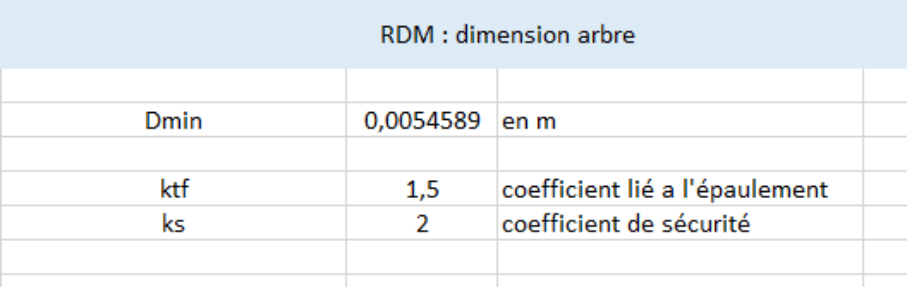 RDM : dimension arbre
Dmin 0,0054589 en m
ktf 1,5 coefficient lié a l'épaulement
ks 2 coefficient de sécurité